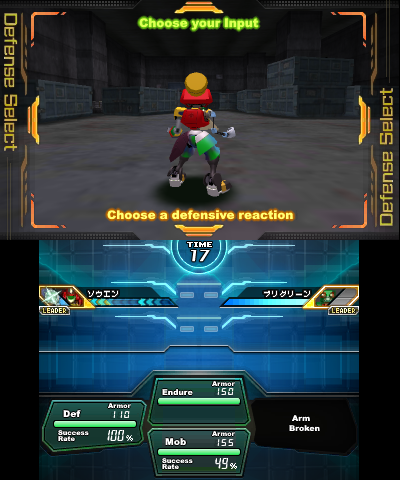 Choose your Input
Defense Select
Defense Select
Choose a defensive reaction
TIME
17
ソウエン
プリグリーン
LEADER
LEADER
Def
Armor
110
Success
Rate
100%
Endure
Armor
150
Mob
Armor
155
Success
Rate
49%
Arm
Broken